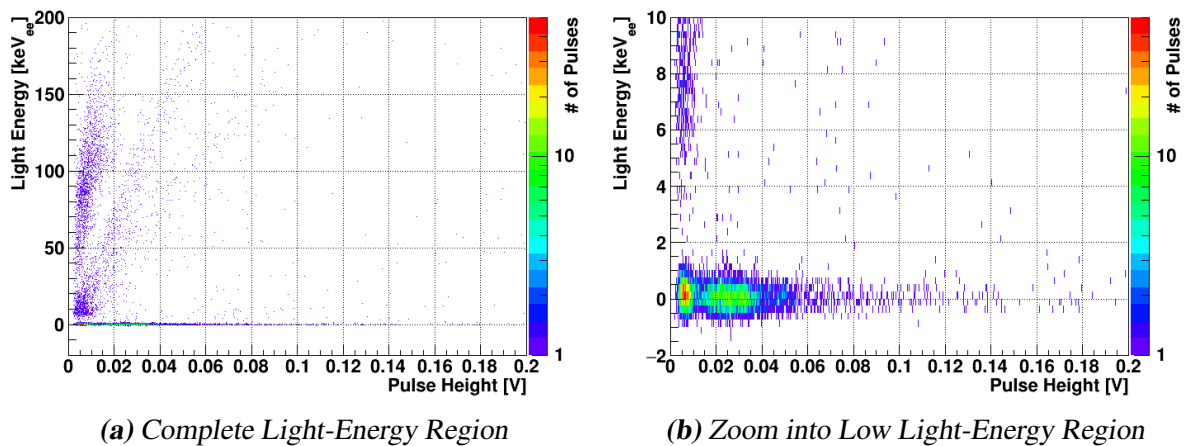 Light Energy [keV_ee]
200
150
100
50
0
0 0.02 0.04 0.06 0.08 0.1 0.12 0.14 0.16 0.18 0.2
Pulse Height [V]
# of Pulses
10
1
(a) Complete Light-Energy Region
Light Energy [keV_ee]
10
8
6
4
2
0
−2
0 0.02 0.04 0.06 0.08 0.1 0.12 0.14 0.16 0.18 0.2
Pulse Height [V]
# of Pulses
10
1
(b) Zoom into Low Light-Energy Region